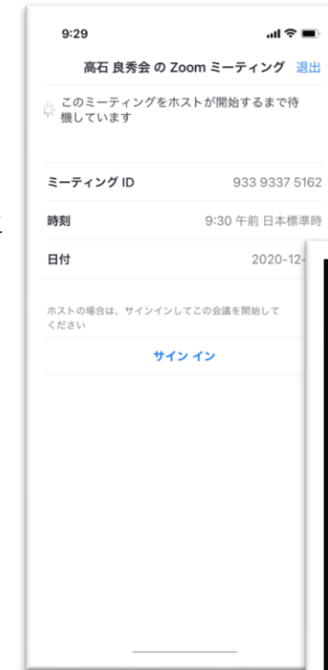 9:29
高石 良秀会 の Zoom ミーティング 退出
このミーティングをホストが開始するまで待
機しています
ミーティング ID 933 9337 5162
時刻 9:30 午前 日本標準時
日付 2020-12-
ホストの場合は、サインインしてこの会議を開始して
ください
サイン イン